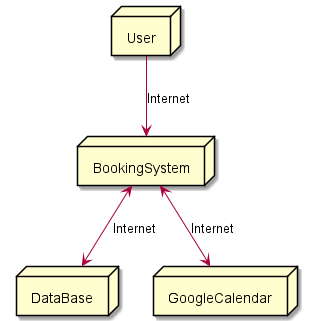 User
Internet
BookingSystem
Internet
Internet
DataBase
GoogleCalendar